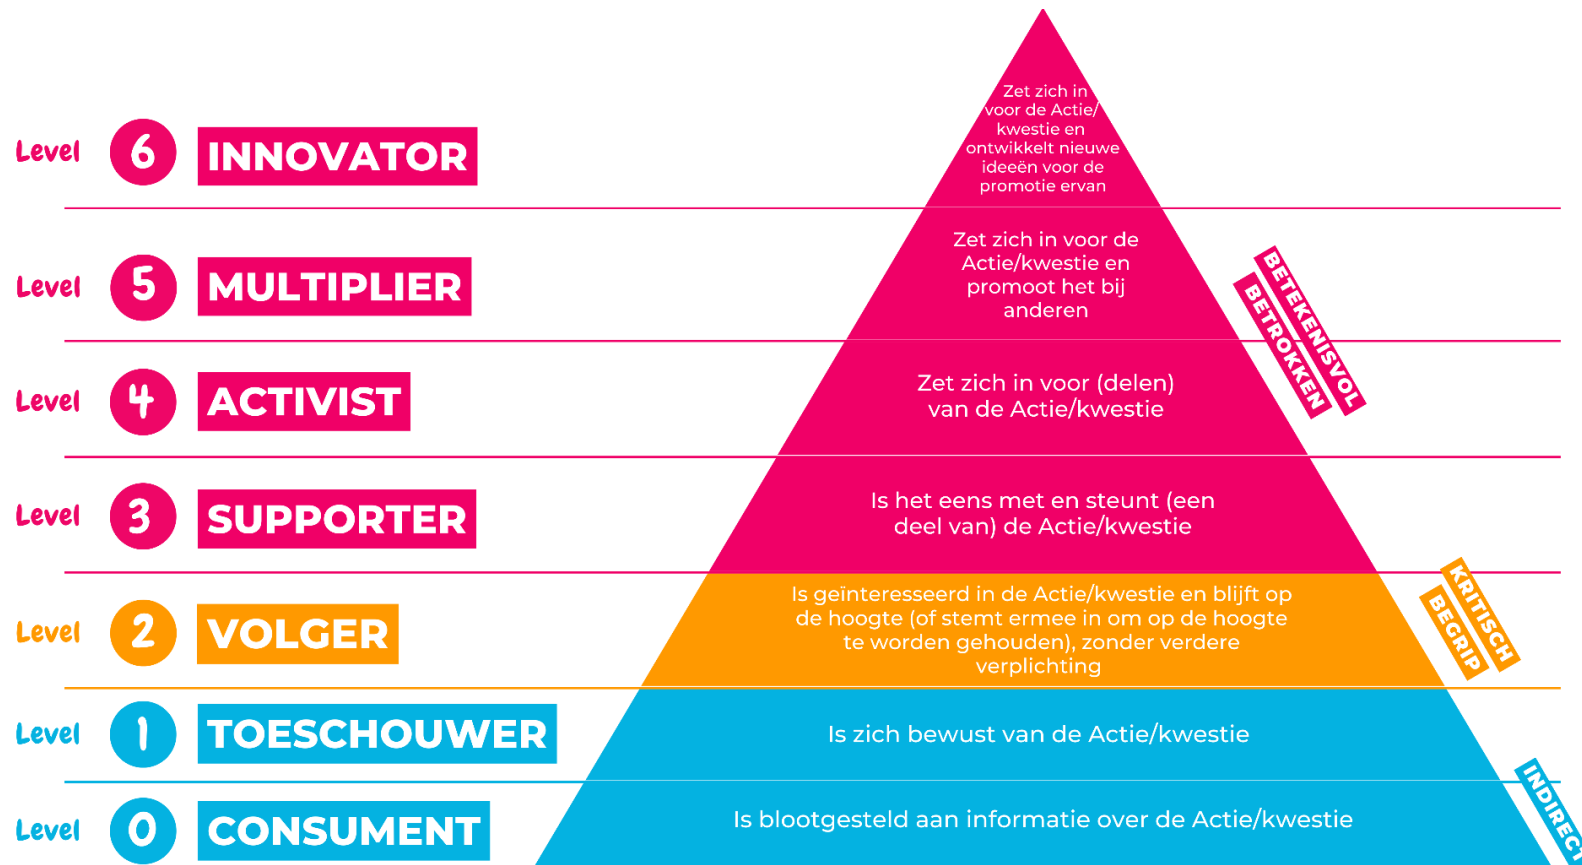 Level 6 INNOVATOR
Zet zich in
voor de Actie/
kwestie en
ontwikkelt nieuwe
ideeën voor de
promotie ervan
Level 5 MULTIPLIER
Zet zich in voor de
Actie/kwestie en
promoot het bij
anderen
BETEKENISVOL
BETROKKEN
Level 4 ACTIVIST
Zet zich in voor (delen)
van de Actie/kwestie
Level 3 SUPPORTER
Is het eens met en steunt (een
deel van) de Actie/kwestie
Level 2 VOLGER
Is geïnteresseerd in de Actie/kwestie en blijft op
de hoogte (of stemt ermee in om op de hoogte
te worden gehouden), zonder verdere
verplichting
KRITISCH
BEGRIP
Level 1 TOESCHOUWER
Is zich bewust van de Actie/kwestie
Level 0 CONSUMENT
Is blootgesteld aan informatie over de Actie/kwestie
INDIRECT